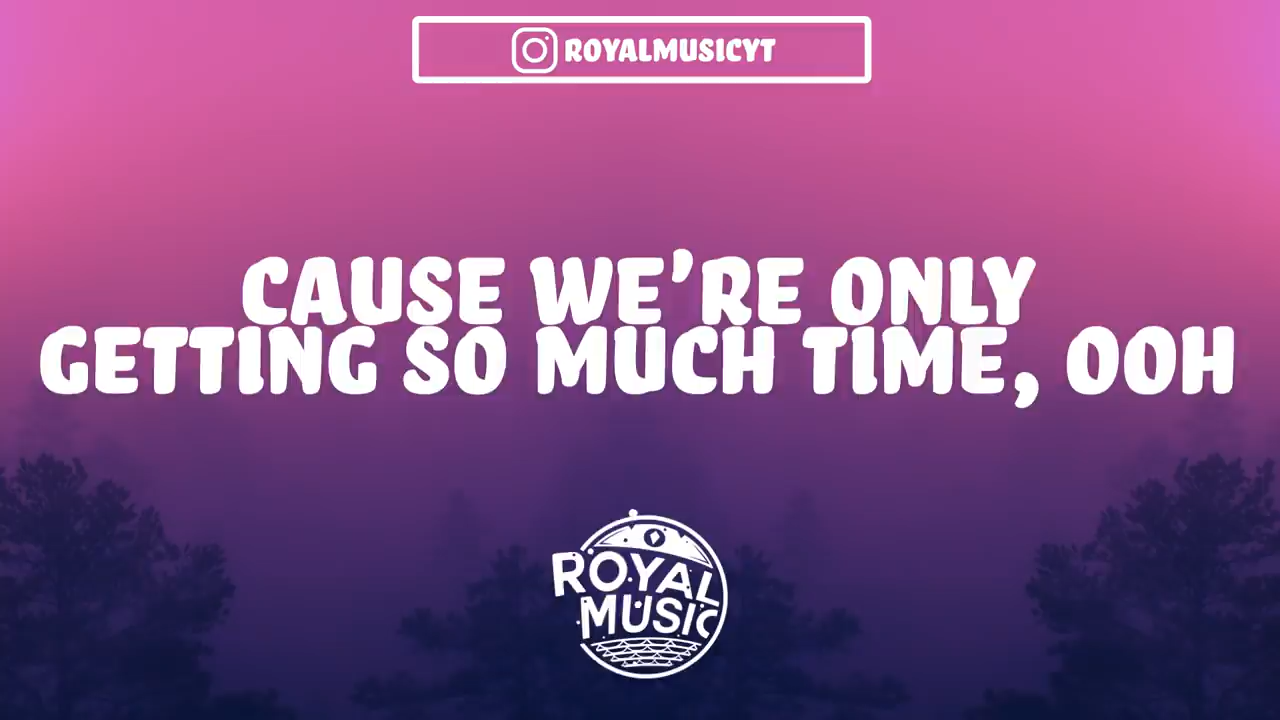 ROYALMUSICYT
CAUSE WE'RE ONLY
GETTING SO MUCH TIME, OOH
ROYAL
MUSIC